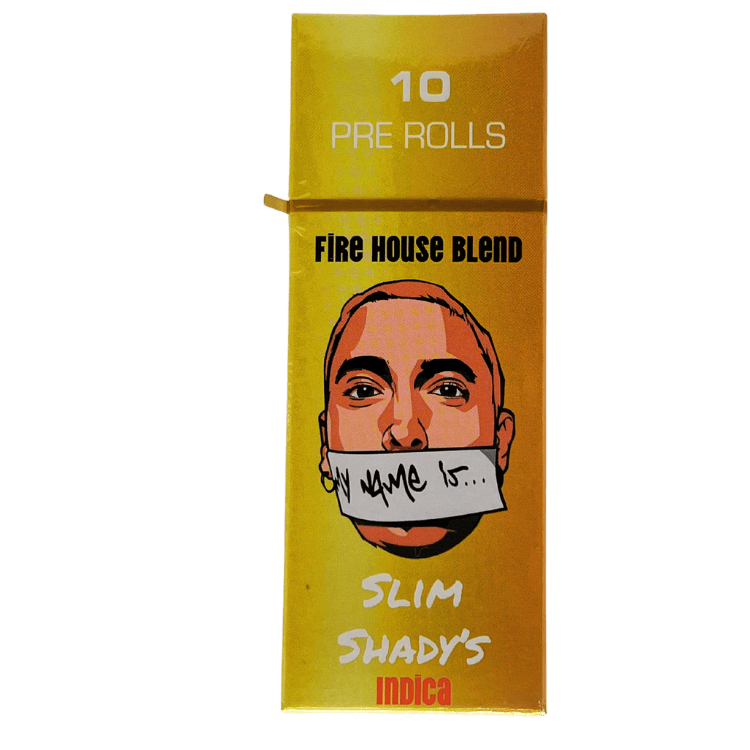 10
PRE ROLLS
FIRE HOUSE BLEND
MY NAME IS...
SLIM
SHADY'S
INDICA